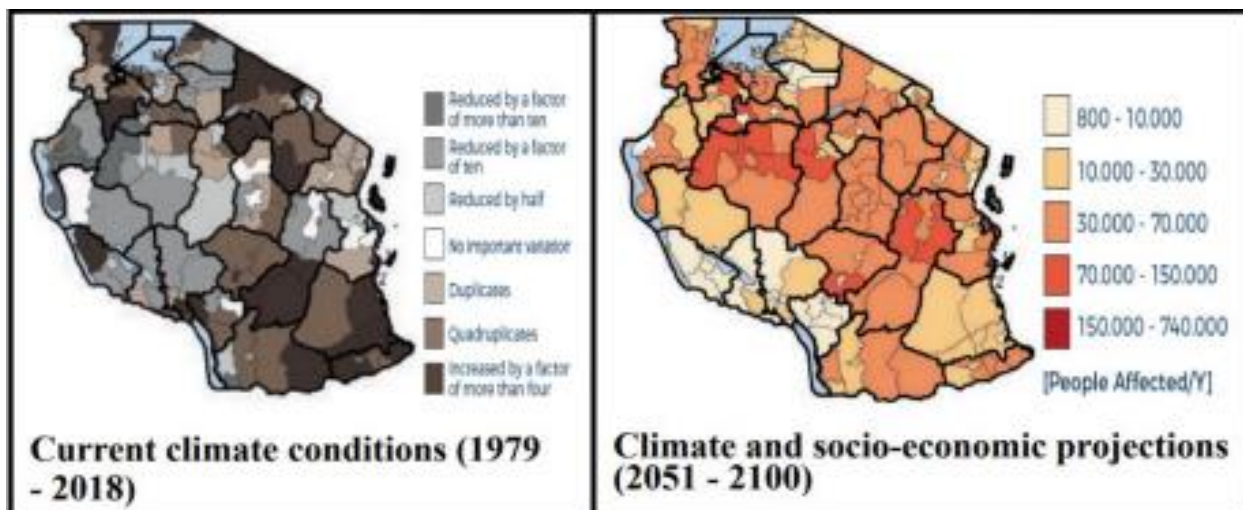 Reduced by a factor
of more than ten
Reduced by a factor
of ten
Reduced by half
No important variation
Duplicates
Quadruplicates
Increased by a factor
of more than four
Current climate conditions (1979
- 2018)
800 - 10.000
10.000 - 30.000
30.000 - 70.000
70.000 - 150.000
150.000 - 740.000
[People Affected/Y]
Climate and socio-economic projections
(2051 - 2100)